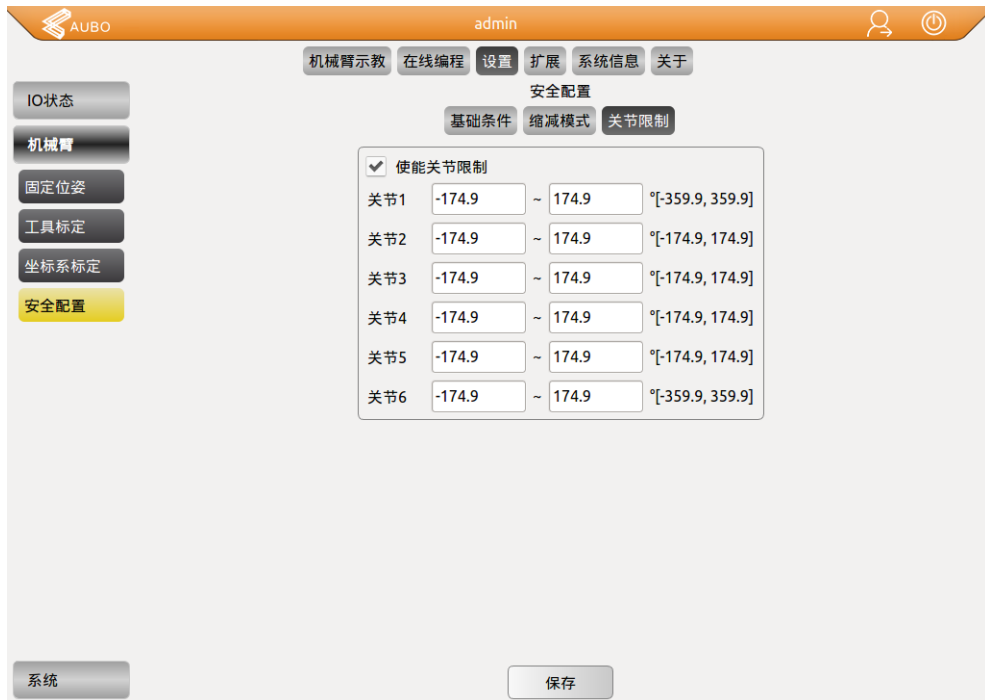 AUBO
admin
机械臂示教 在线编程 设置 扩展 系统信息 关于
安全配置
基础条件 缩减模式 关节限制
IO状态
机械臂
固定位姿
工具标定
坐标系标定
安全配置
使能关节限制
关节1 -174.9 ~ 174.9 °[-359.9, 359.9]
关节2 -174.9 ~ 174.9 °[-174.9, 174.9]
关节3 -174.9 ~ 174.9 °[-174.9, 174.9]
关节4 -174.9 ~ 174.9 °[-174.9, 174.9]
关节5 -174.9 ~ 174.9 °[-174.9, 174.9]
关节6 -174.9 ~ 174.9 °[-359.9, 359.9]
系统
保存